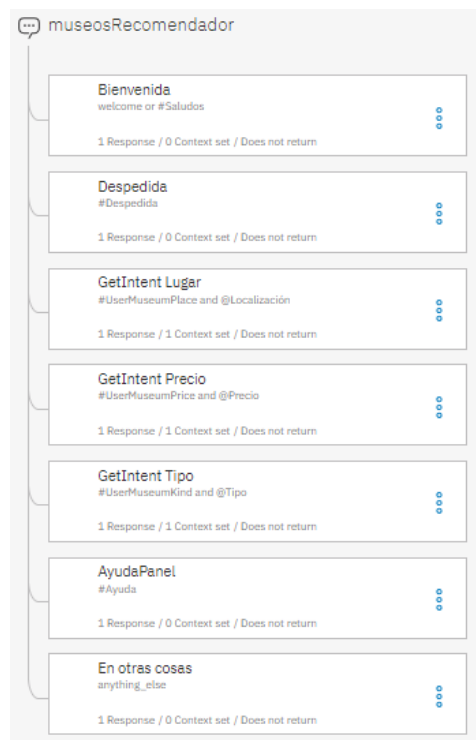 museosRecomendador
Bienvenida
welcome or #Saludos
1 Response / 0 Context set / Does not return
Despedida
#Despedida
1 Response / 0 Context set / Does not return
GetIntent Lugar
#UserMuseumPlace and @Localización
1 Response / 1 Context set / Does not return
GetIntent Precio
#UserMuseumPrice and @Precio
1 Response / 1 Context set / Does not return
GetIntent Tipo
#UserMuseumKind and @Tipo
1 Response / 1 Context set / Does not return
AyudaPanel
#Ayuda
1 Response / 0 Context set / Does not return
En otras cosas
anything_else
1 Response / 0 Context set / Does not return